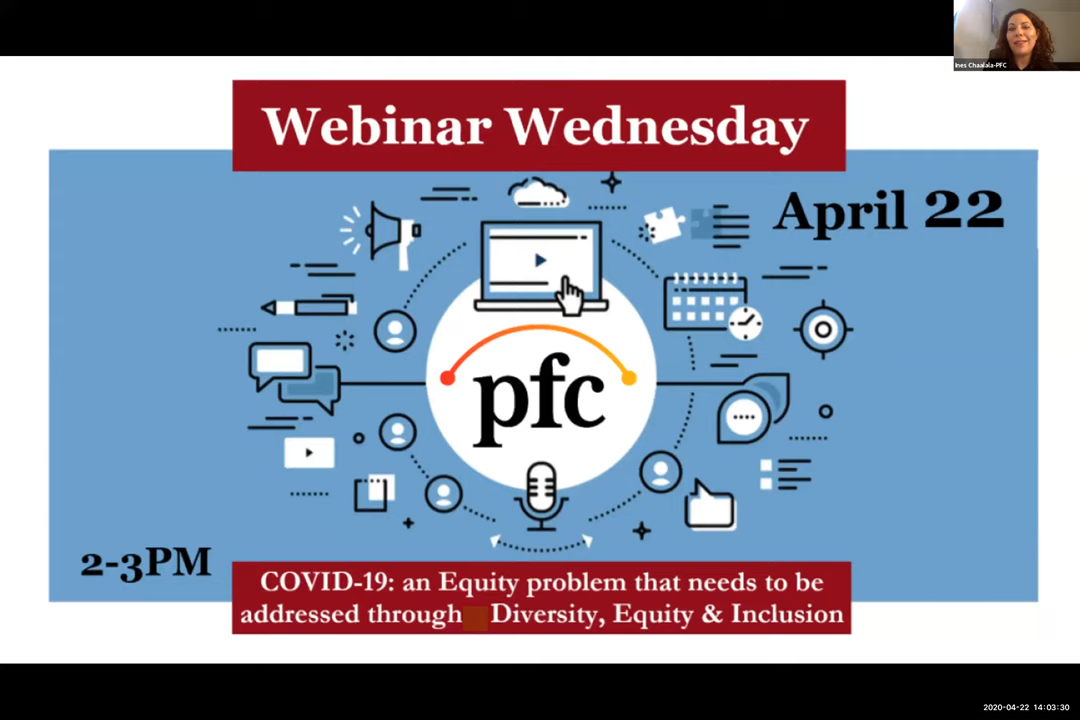 Ines Chaalala-PFC
Webinar Wednesday
April 22
pfc
2-3PM
COVID-19: an Equity problem that needs to be
addressed through Diversity, Equity & Inclusion
2020-04-22 14:03:30